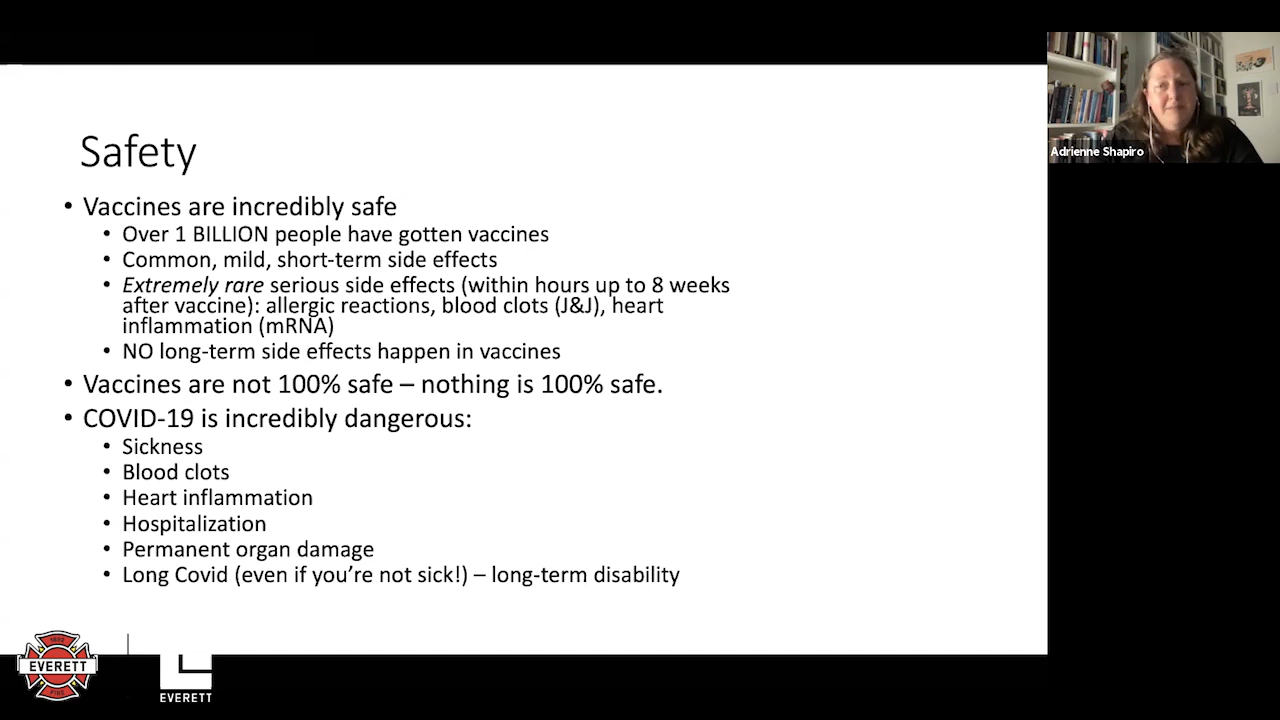 Safety
• Vaccines are incredibly safe
• Over 1 BILLION people have gotten vaccines
• Common, mild, short-term side effects
• Extremely rare serious side effects (within hours up to 8 weeks
after vaccine): allergic reactions, blood clots (J&J), heart
inflammation (mRNA)
• NO long-term side effects happen in vaccines
• Vaccines are not 100% safe – nothing is 100% safe.
• COVID-19 is incredibly dangerous:
• Sickness
• Blood clots
• Heart inflammation
• Hospitalization
• Permanent organ damage
• Long Covid (even if you’re not sick!) – long-term disability
Adrienne Shapiro
1892
EVERETT
FIRE
EVERETT